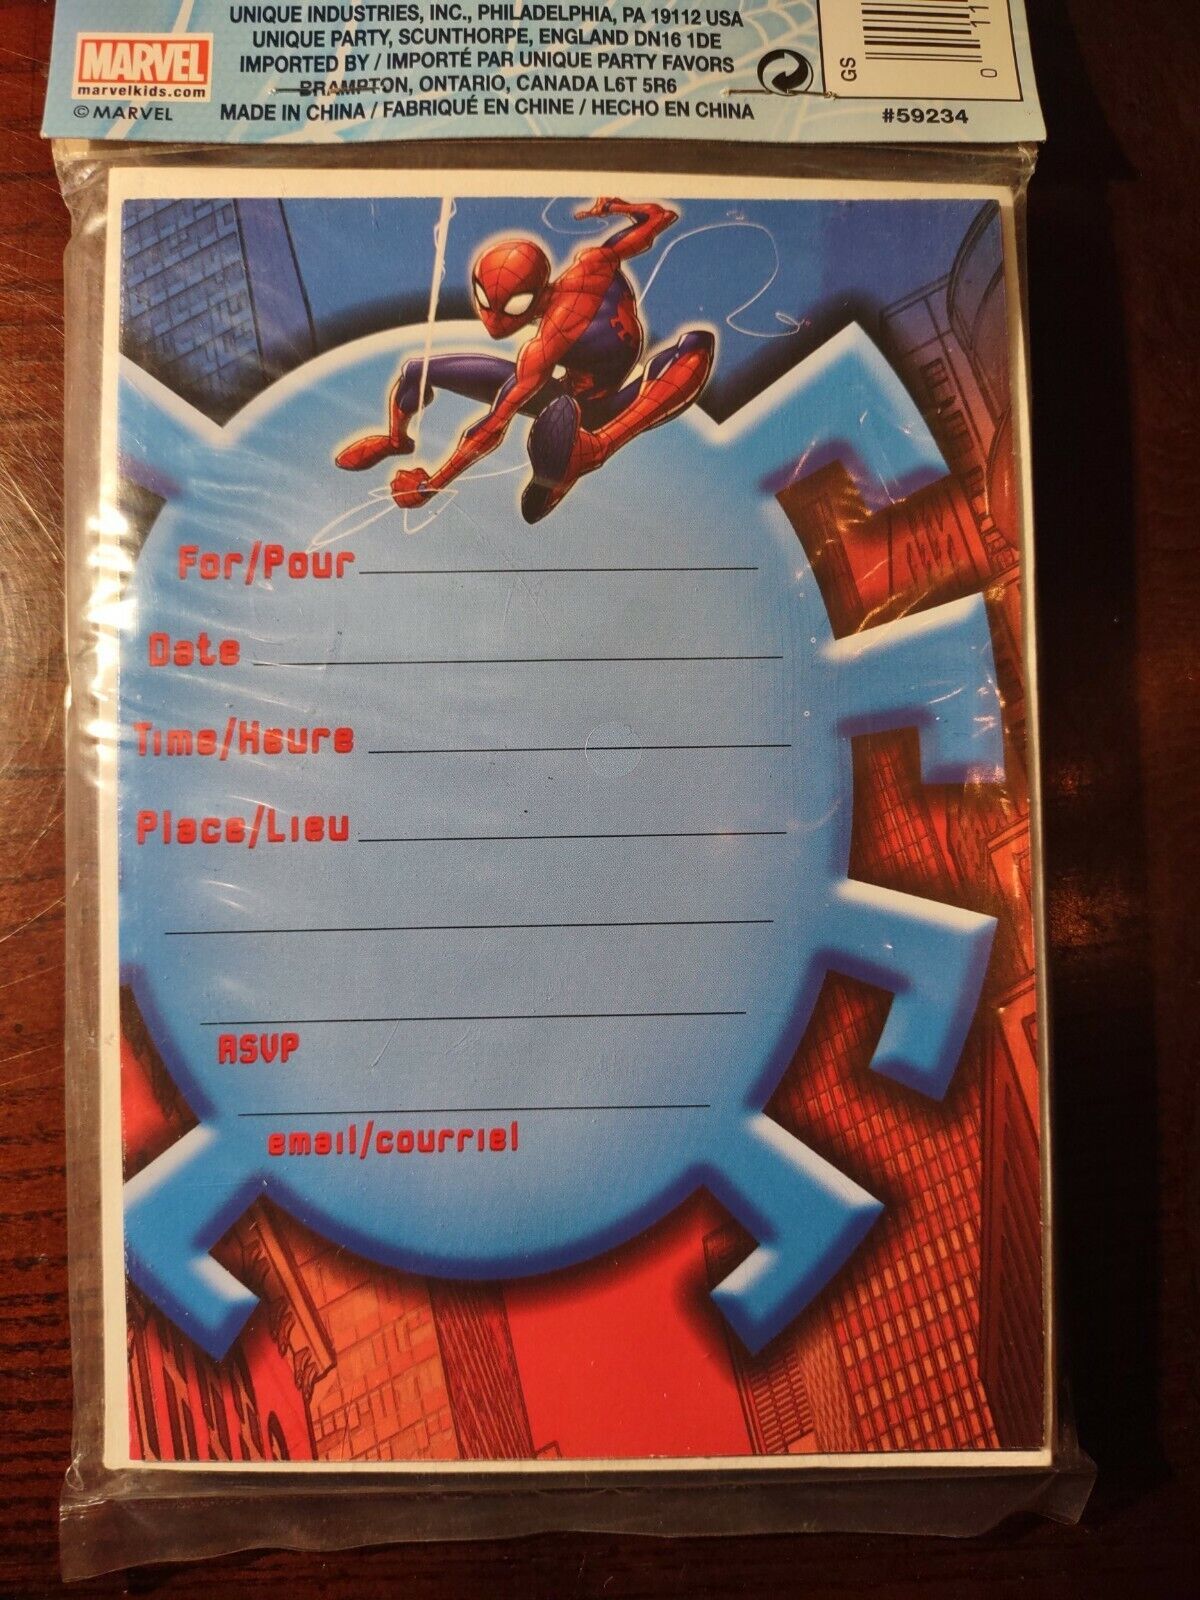 UNIQUE INDUSTRIES, INC., PHILADELPHIA, PA 19112 USA
UNIQUE PARTY, SCUNTHORPE, ENGLAND DN16 1DE
IMPORTED BY / IMPORTÉ PAR UNIQUE PARTY FAVORS
BRAMPTON, ONTARIO, CANADA L6T 5R6
MADE IN CHINA / FABRIQUÉ EN CHINE / HECHO EN CHINA
MARVEL
marvelkids.com
© MARVEL
GS
0 11
#59234
For/Pour
Date
Time/Heure
Place/Lieu
RSVP
email/courriel